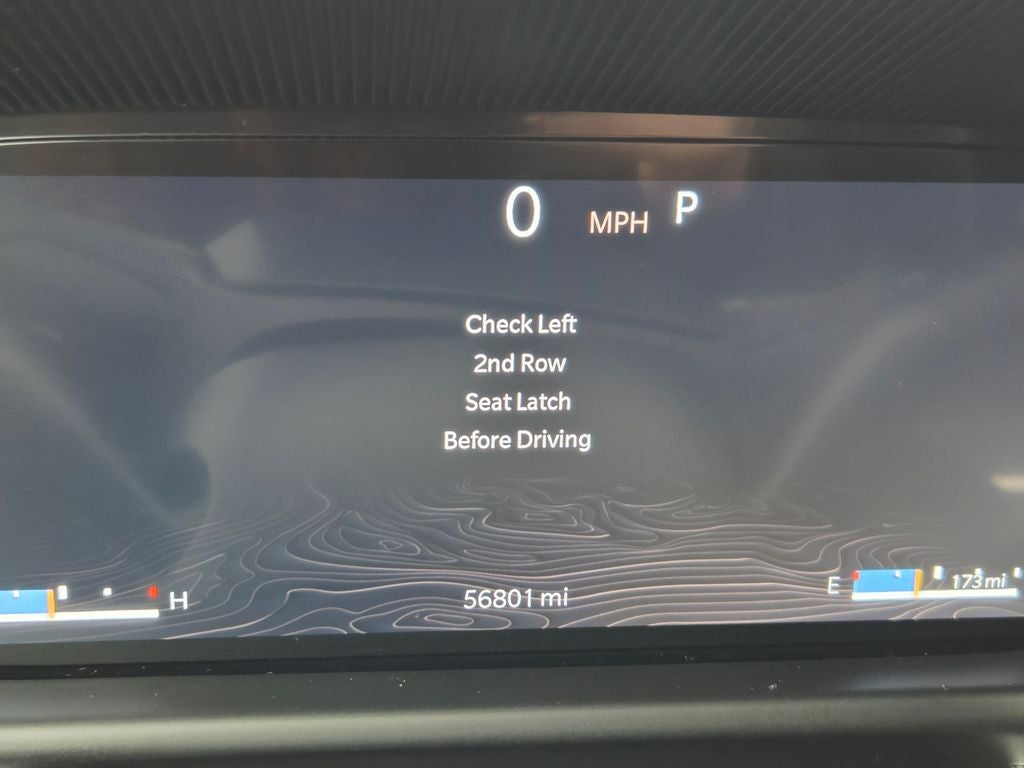 0 MPH P
Check Left
2nd Row
Seat Latch
Before Driving
H
56801 mi
E
173 mi